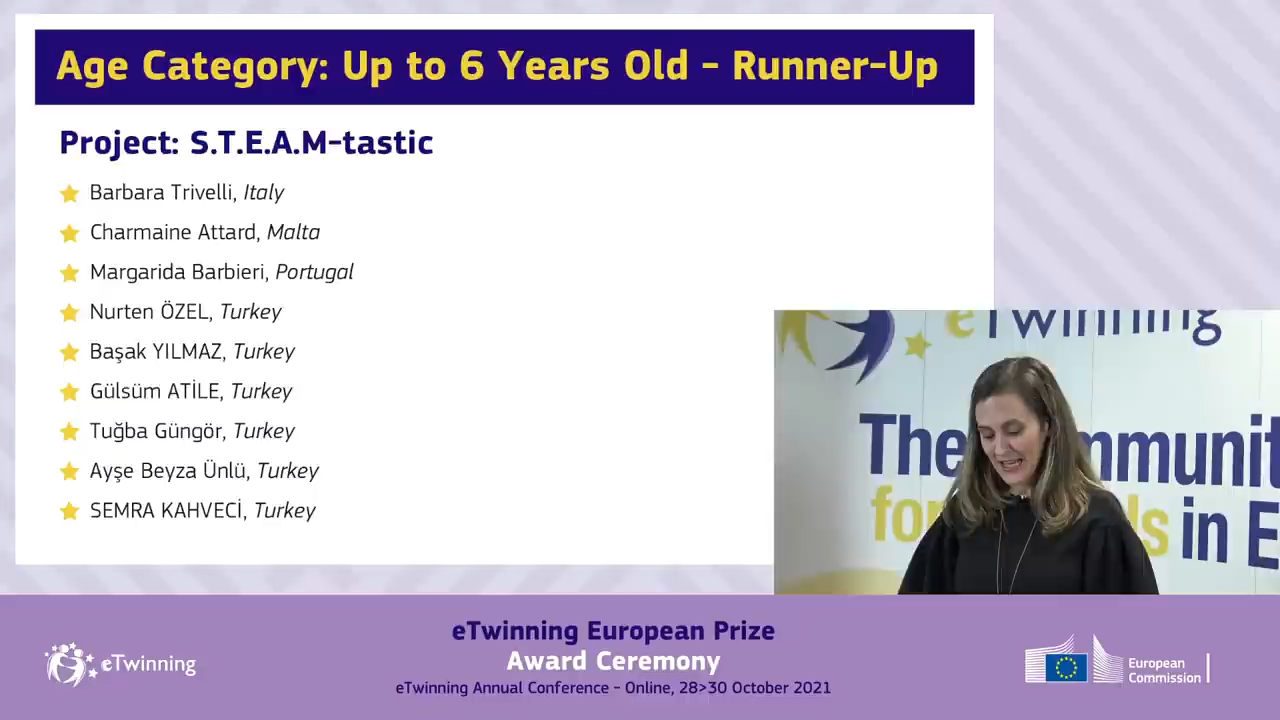 Age Category: Up to 6 Years Old - Runner-Up
Project: S.T.E.A.M-tastic
Barbara Trivelli, Italy
Charmaine Attard, Malta
Margarida Barbieri, Portugal
Nurten ÖZEL, Turkey
Başak YILMAZ, Turkey
Gülsüm ATİLE, Turkey
Tuğba Güngör, Turkey
Ayşe Beyza Ünlü, Turkey
SEMRA KAHVECİ, Turkey
eTwinning
The
in E
eTwinning European Prize
Award Ceremony
eTwinning Annual Conference - Online, 28>30 October 2021
eTwinning
European
Commission